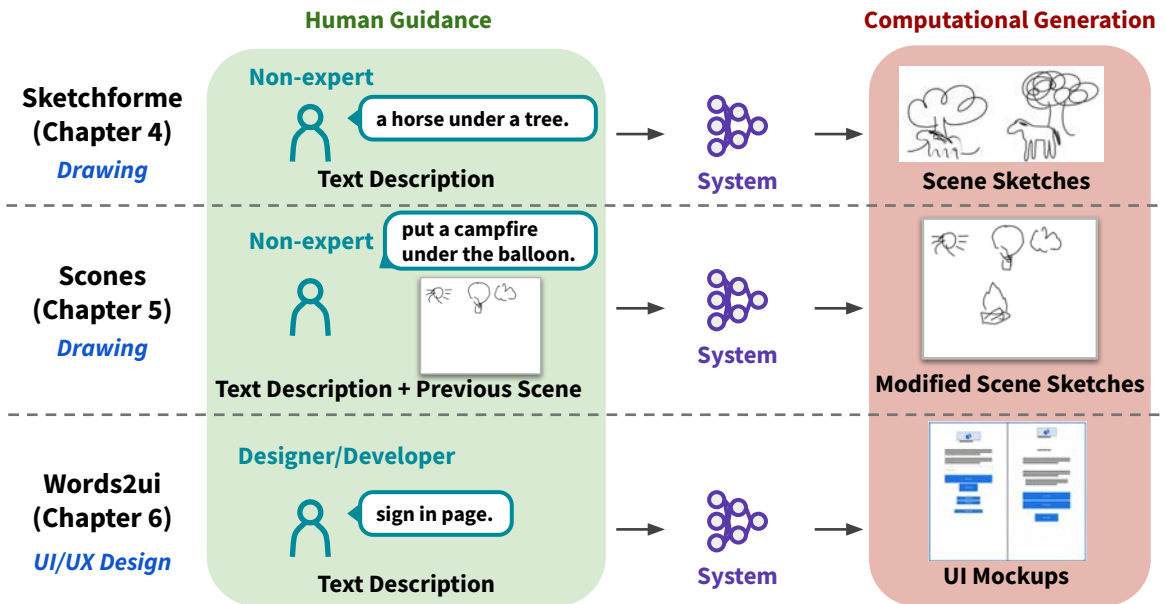 Human Guidance
Computational Generation
Sketchforme
(Chapter 4)
Drawing
Non-expert
a horse under a tree.
Text Description
System
Scene Sketches
Scones
(Chapter 5)
Drawing
Non-expert
put a campfire
under the balloon.
Text Description + Previous Scene
System
Modified Scene Sketches
Words2ui
(Chapter 6)
UI/UX Design
Designer/Developer
sign in page.
Text Description
System
UI Mockups